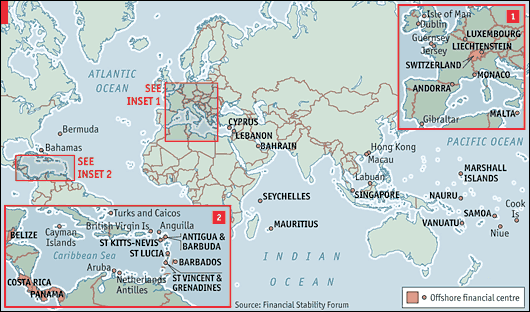 ATLANTIC
OCEAN
SEE
INSET 1
Bermuda
Bahamas
SEE
INSET 2
CYPRUS
LEBANON
BAHRAIN
Hong Kong
Macau
Labuan
SINGAPORE
SEYCHELLES
MAURITIUS
INDIAN
OCEAN
PACIFIC
OCEAN
MARSHALL
ISLANDS
NAURU
VANUATU
SAMOA
Cook
Is
Niue
1
Isle of Man
Dublin
Guernsey
Jersey
LUXEMBOURG
LIECHTENSTEIN
SWITZERLAND
MONACO
ANDORRA
Gibraltar
MALTA
2
Turks and Caicos
British Virgin Is
Anguilla
BELIZE
Cayman
Islands
ST KITTS-NEVIS
ANTIGUA &
BARBUDA
Caribbean Sea
ST LUCIA
BARBADOS
Aruba
Netherlands
Antilles
ST VINCENT &
GRENADINES
COSTA RICA
PANAMA
Source: Financial Stability Forum
Offshore financial centre